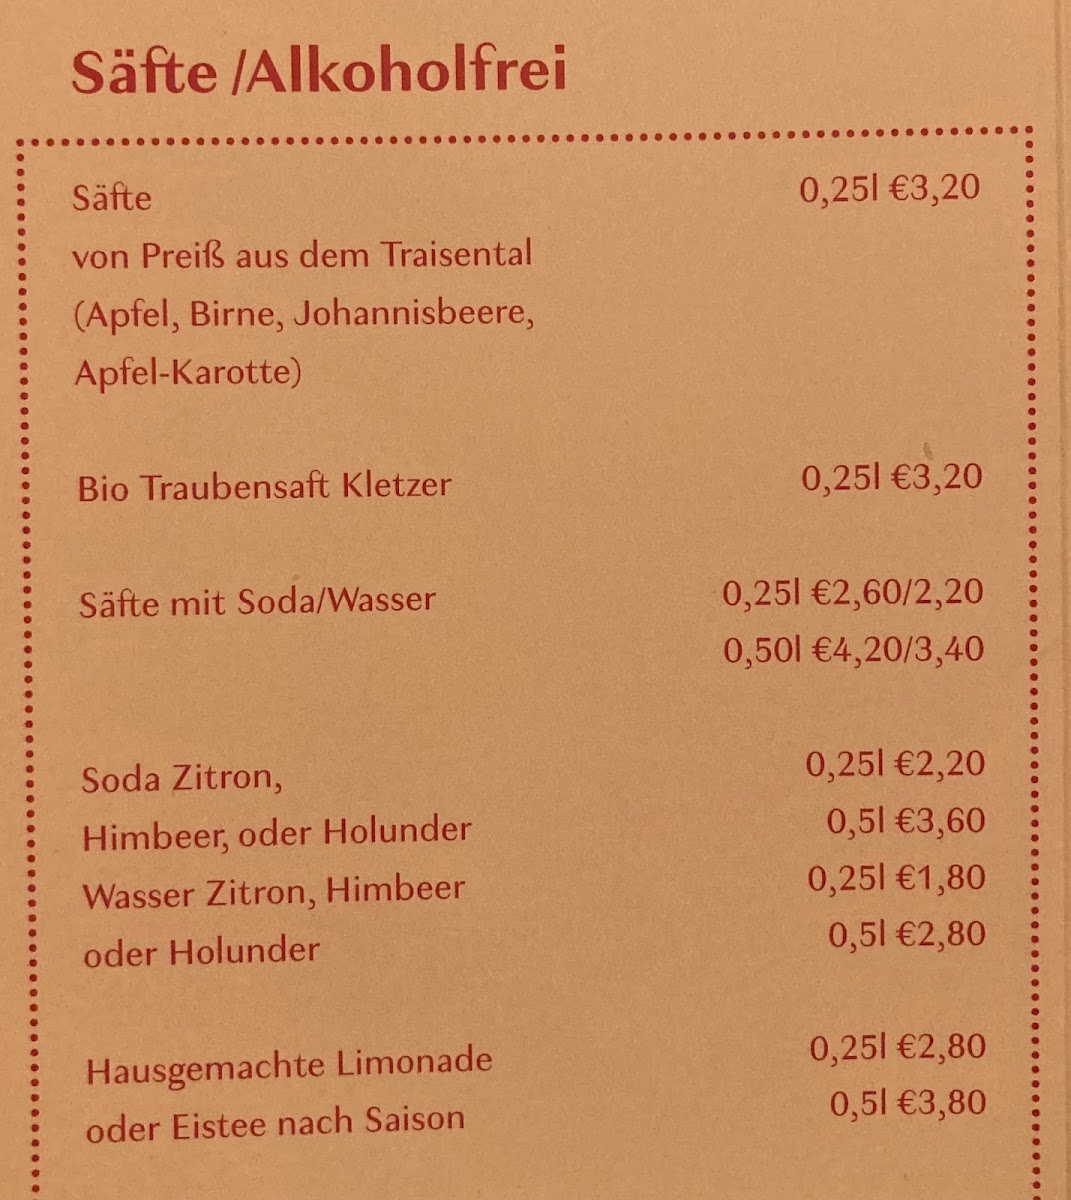 Säfte /Alkoholfrei
Säfte 0,25l €3,20
von Preiß aus dem Traisental
(Apfel, Birne, Johannisbeere,
Apfel-Karotte)
Bio Traubensaft Kletzer 0,25l €3,20
Säfte mit Soda/Wasser 0,25l €2,60/2,20
0,50l €4,20/3,40
Soda Zitron, 0,25l €2,20
Himbeer, oder Holunder 0,5l €3,60
Wasser Zitron, Himbeer 0,25l €1,80
oder Holunder 0,5l €2,80
Hausgemachte Limonade 0,25l €2,80
oder Eistee nach Saison 0,5l €3,80